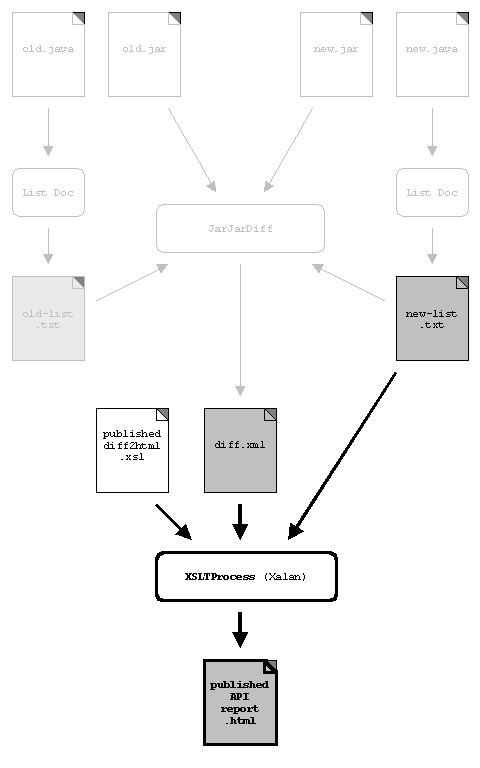 old.java
old.jar
new.jar
new.java
List Doc
List Doc
JarJarDiff
old-list
.txt
new-list
.txt
published
diff2html
.xsl
diff.xml
XSLTProcess (Xalan)
published
API
report
.html